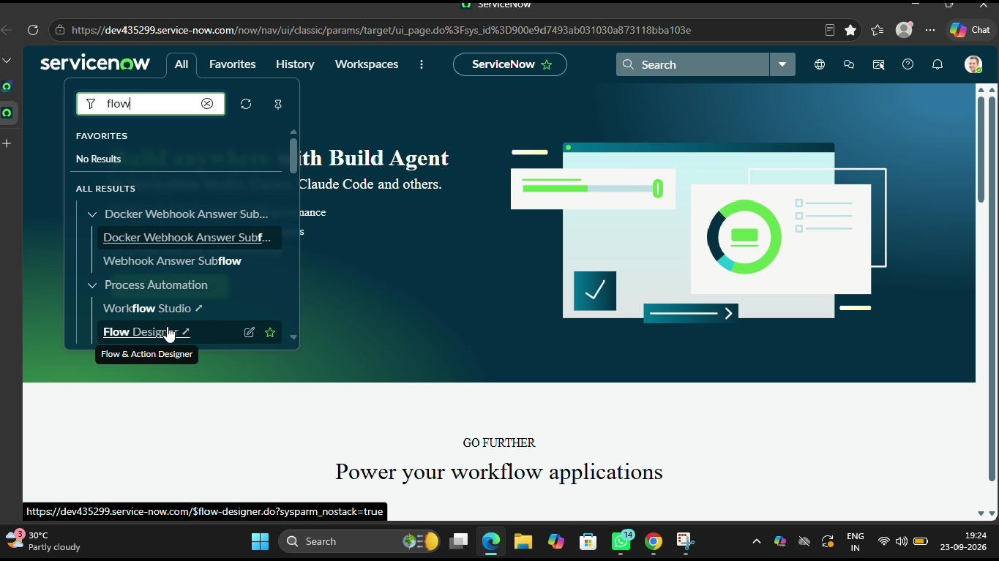 ServiceNow
https://dev435299.service-now.com/now/nav/ui/classic/params/target/ui_page.do%3Fsys_id%3D900e9d7493ab031030a873118bba103e
Chat
servicenow
All
Favorites
History
Workspaces
ServiceNow
Search
flow
FAVORITES
No Results
ith Build Agent
Claude Code and others.
ALL RESULTS
Docker Webhook Answer Sub...
nance
Docker Webhook Answer Subf...
s
Webhook Answer Subflow
Process Automation
Workflow Studio
Flow Designer
Flow & Action Designer
GO FURTHER
Power your workflow applications
https://dev435299.service-now.com/$flow-designer.do?sysparm_nostack=true
3
30°C
Partly cloudy
Search
14
ENG
IN
19:24
23-09-2026